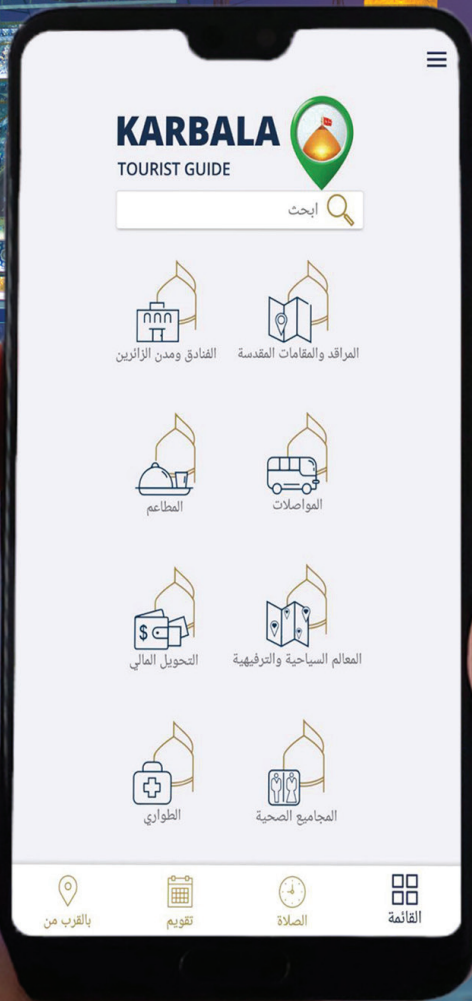 KARBALA
TOURIST GUIDE
ابحث
المراقد والمقامات المقدسة
الفنادق ومدن الزائرين
المواصلات
المطاعم
المعالم السياحية والترفيهية
التحويل المالي
$
المجاميع الصحية
الطواري
القائمة
الصلاة
تقويم
بالقرب من